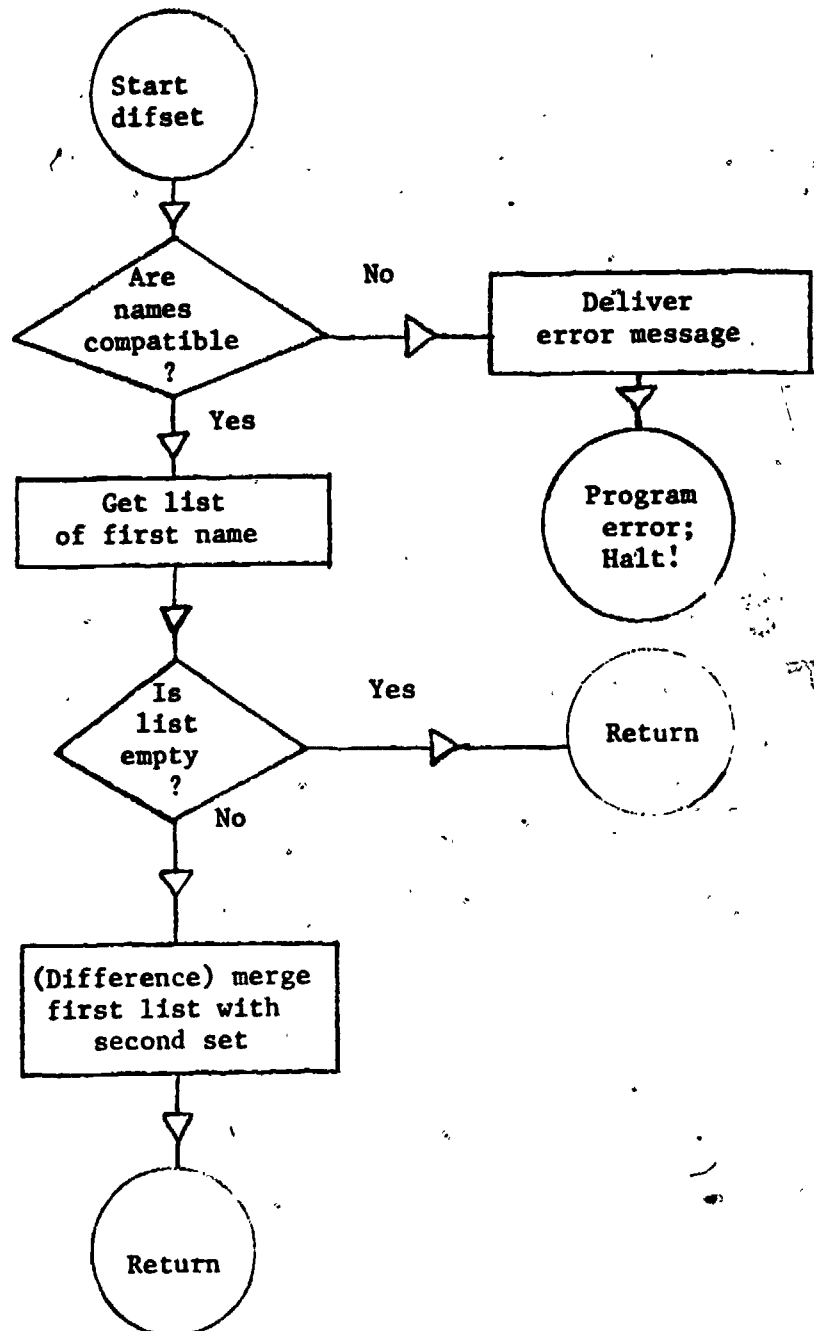 Start
difset
Are
names
compatible
?
No
Deliver
error message
Yes
Program
error;
Halt!
Get list
of first name
Is
list
empty
?
Yes
Return
No
(Difference) merge
first list with
second set
Return